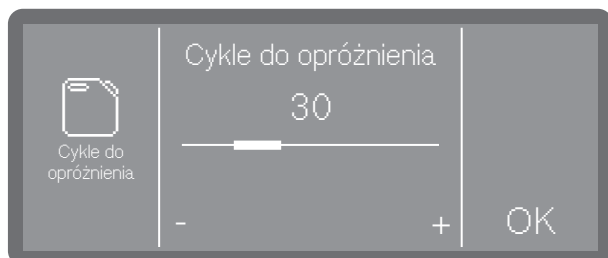 Cykle do
opróżnienia
Cykle do opróżnienia
30
- +
OK